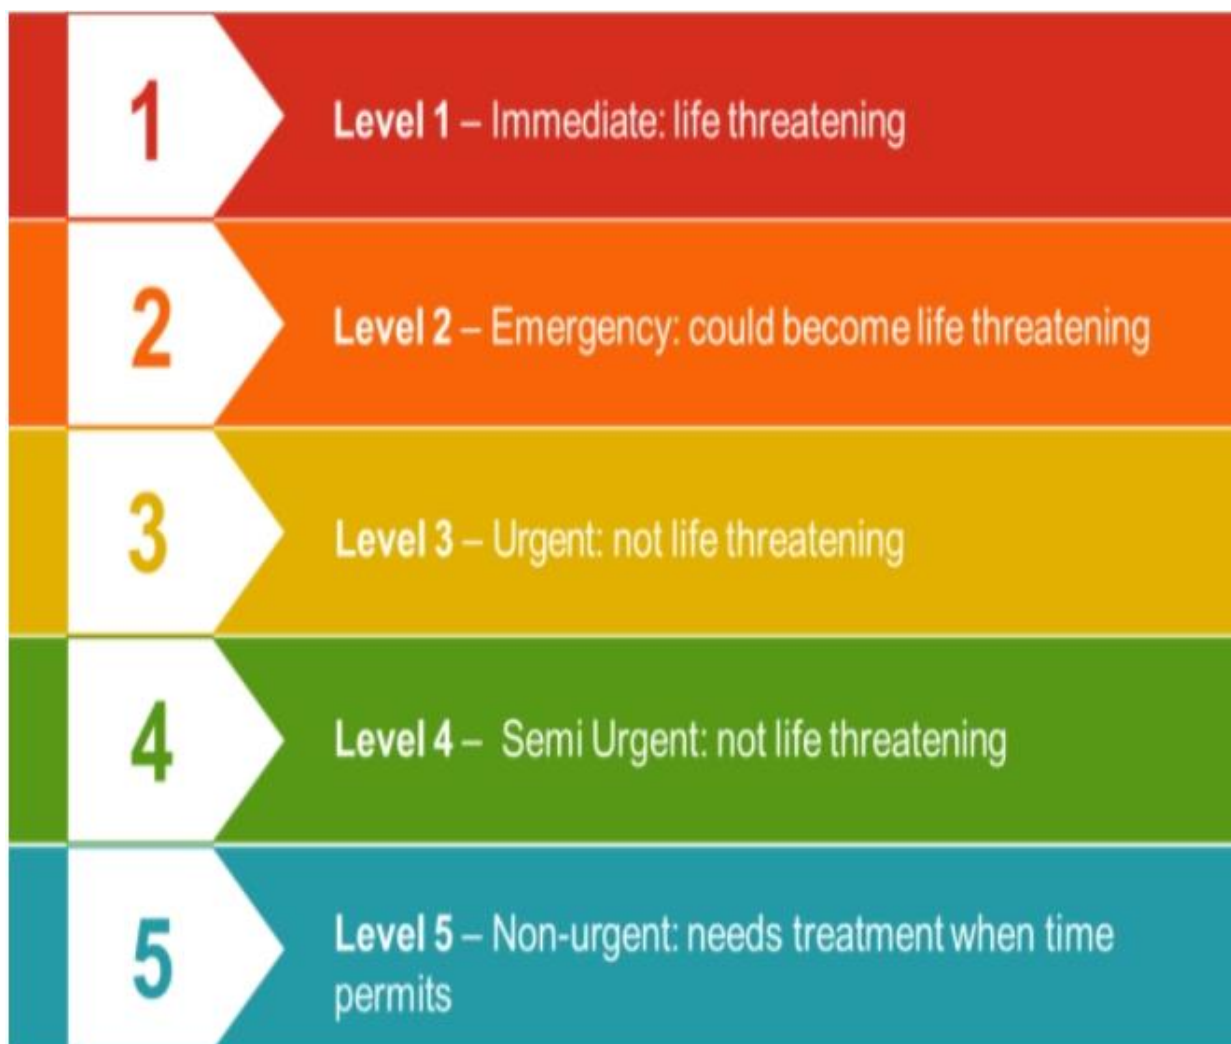 1
Level 1 – Immediate: life threatening
2
Level 2 – Emergency: could become life threatening
3
Level 3 – Urgent: not life threatening
4
Level 4 – Semi Urgent: not life threatening
5
Level 5 – Non-urgent: needs treatment when time
permits